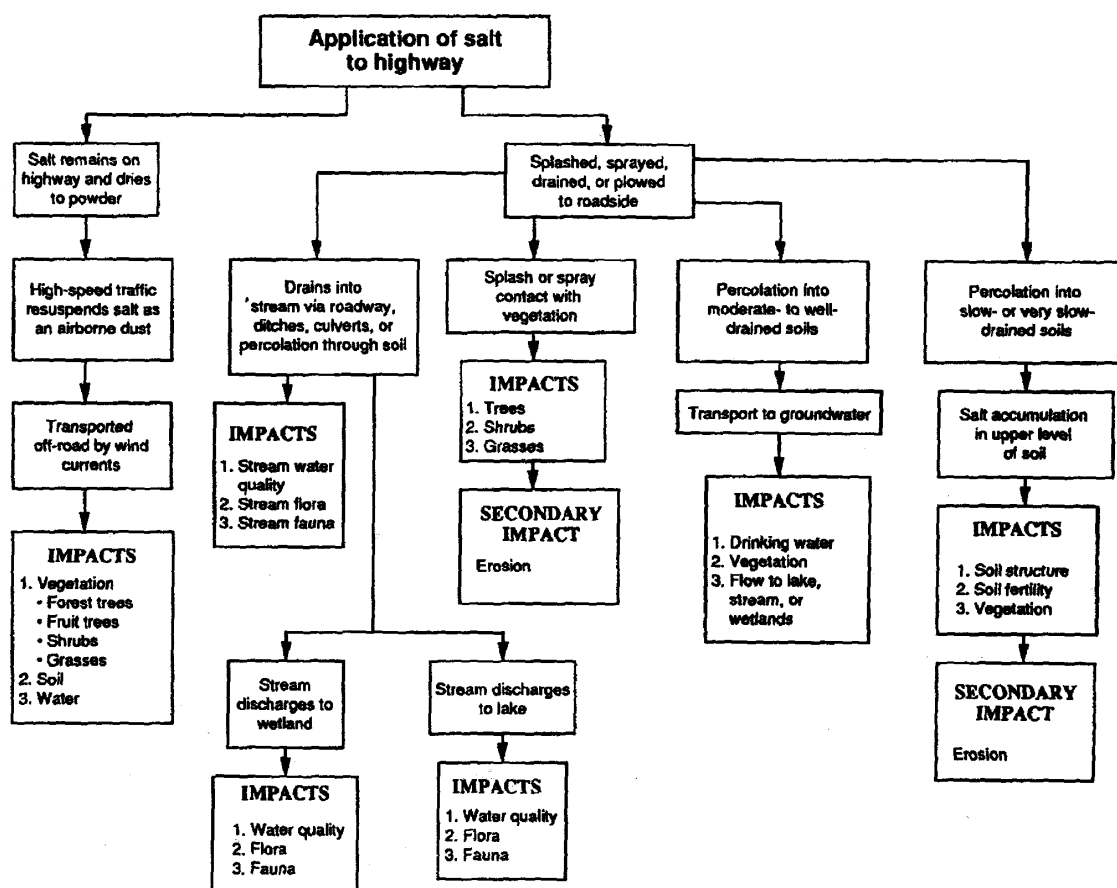 Application of salt
to highway
Salt remains on
highway and dries
to powder
Splashed, sprayed,
drained, or plowed
to roadside
High-speed traffic
resuspends salt as
an airborne dust
Drains into
stream via roadway,
ditches, culverts, or
percolation through soil
Splash or spray
contact with
vegetation
Percolation into
moderate- to well-
drained soils
Percolation into
slow- or very slow-
drained soils
Transported
off-road by wind
currents
IMPACTS
1. Stream water
quality
2. Stream flora
3. Stream fauna
IMPACTS
1. Trees
2. Shrubs
3. Grasses
Transport to groundwater
Salt accumulation
in upper level
of soil
IMPACTS
1. Vegetation
• Forest trees
• Fruit trees
• Shrubs
• Grasses
2. Soil
3. Water
SECONDARY
IMPACT
Erosion
IMPACTS
1. Drinking water
2. Vegetation
3. Flow to lake,
stream, or
wetlands
IMPACTS
1. Soil structure
2. Soil fertility
3. Vegetation
Stream
discharges to
wetland
Stream discharges
to lake
SECONDARY
IMPACT
Erosion
IMPACTS
1. Water quality
2. Flora
3. Fauna
IMPACTS
1. Water quality
2. Flora
3. Fauna